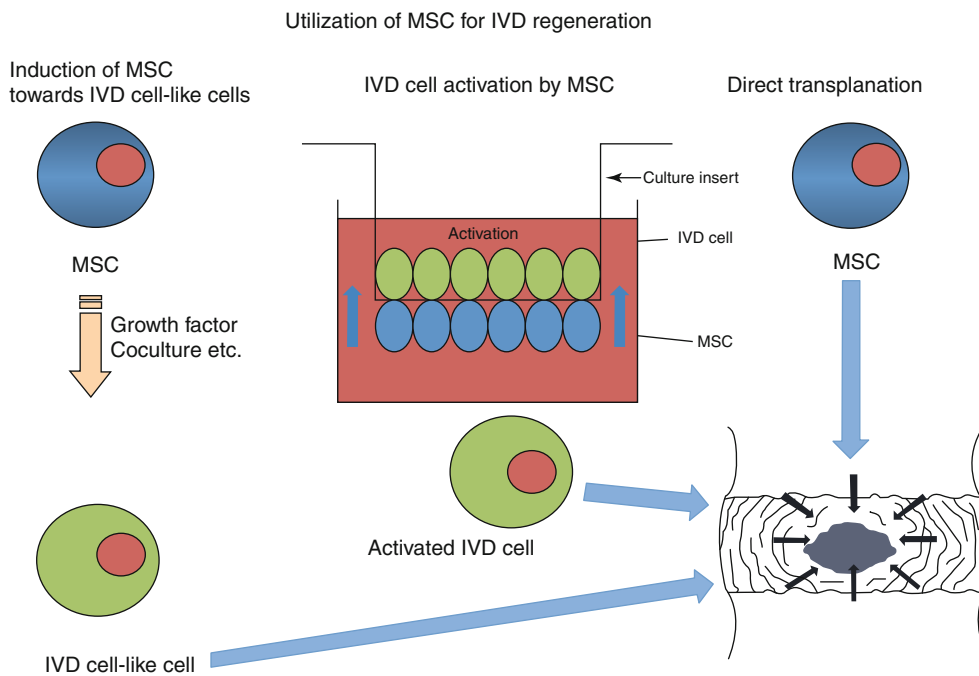 Utilization of MSC for IVD regeneration
Induction of MSC
towards IVD cell-like cells
IVD cell activation by MSC
Direct transplanation
Culture insert
Activation
IVD cell
MSC
MSC
MSC
Growth factor
Coculture etc.
Activated IVD cell
IVD cell-like cell